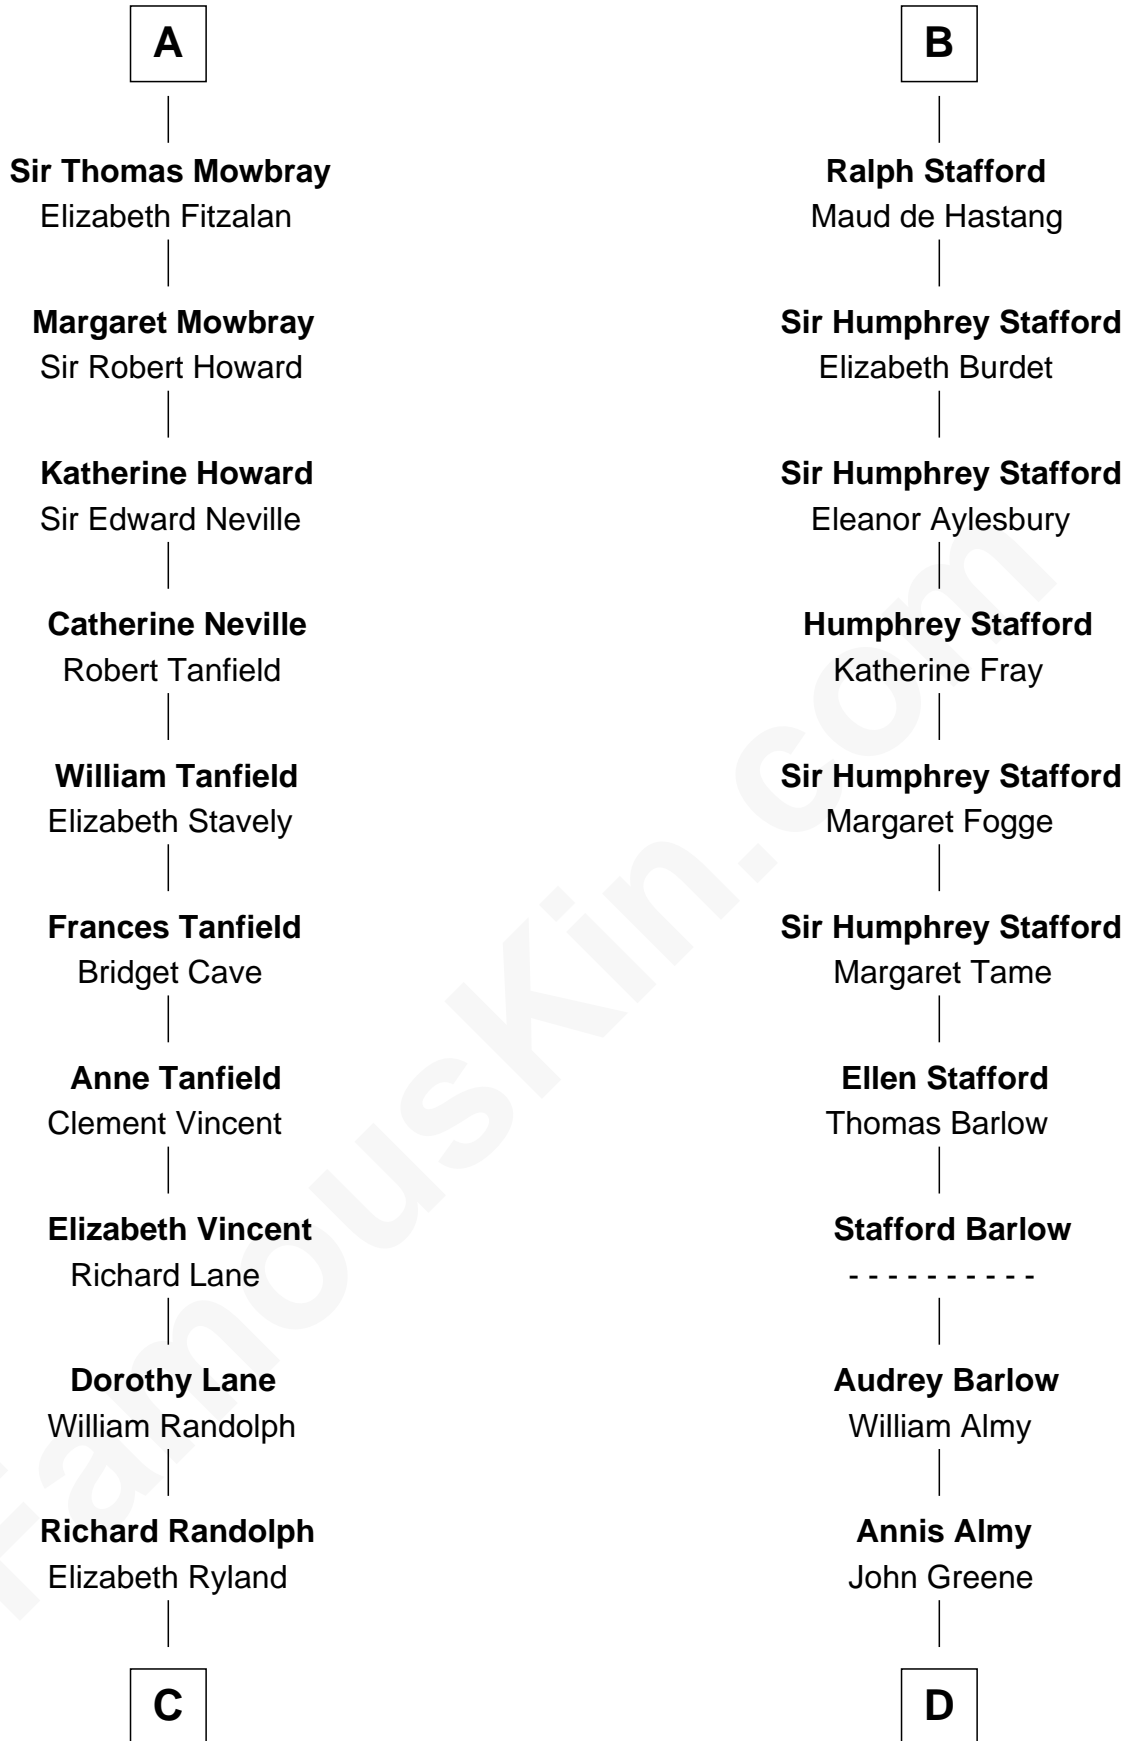 A
Sir Thomas Mowbray
Elizabeth Fitzalan
Margaret Mowbray
Sir Robert Howard
Katherine Howard
Sir Edward Neville
Catherine Neville
Robert Tanfield
William Tanfield
Elizabeth Stavely
Frances Tanfield
Bridget Cave
Anne Tanfield
Clement Vincent
Elizabeth Vincent
Richard Lane
Dorothy Lane
William Randolph
Richard Randolph
Elizabeth Ryland
C
B
Ralph Stafford
Maud de Hastang
Sir Humphrey Stafford
Elizabeth Burdet
Sir Humphrey Stafford
Eleanor Aylesbury
Humphrey Stafford
Katherine Fray
Sir Humphrey Stafford
Margaret Fogge
Sir Humphrey Stafford
Margaret Tame
Ellen Stafford
Thomas Barlow
Stafford Barlow
- - - - - - - - - -
Audrey Barlow
William Almy
Annis Almy
John Greene
D
FamousKin.com